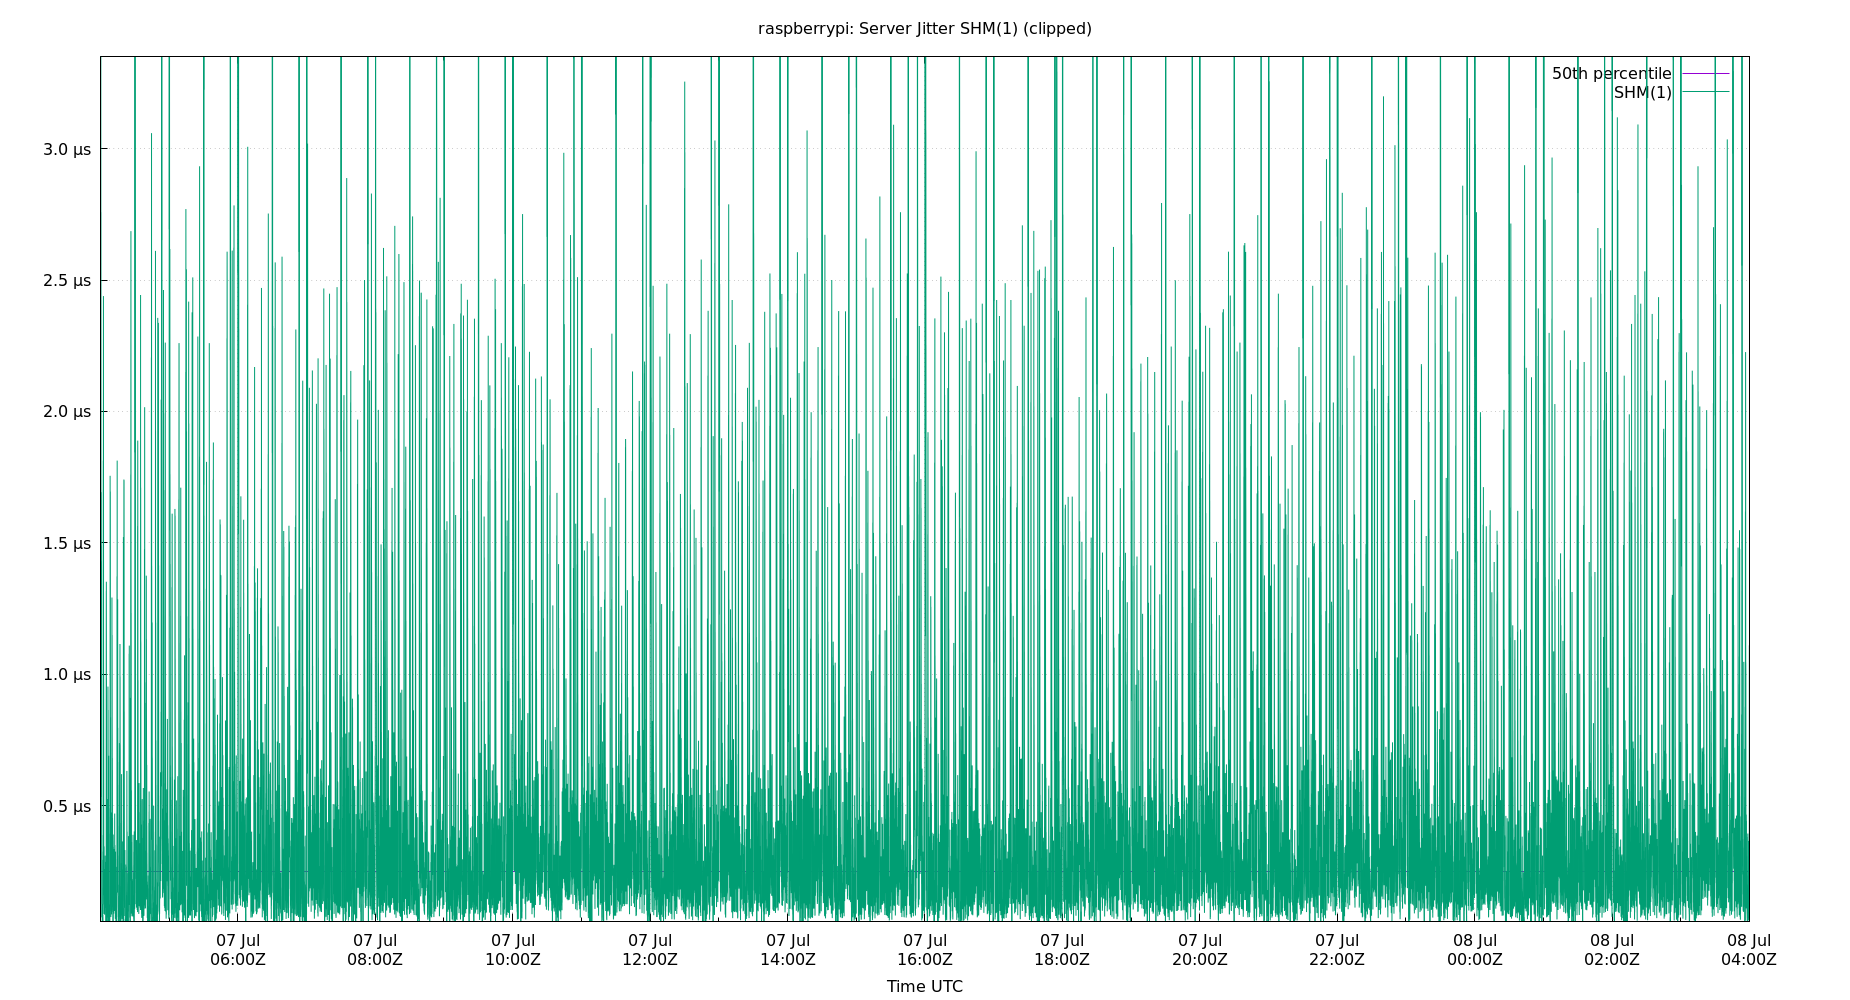 raspberrypi: Server Jitter SHM(1) (clipped)
50th percentile
SHM(1)
3.0 µs
2.5 µs
2.0 µs
1.5 µs
1.0 µs
0.5 µs
07 Jul 07 Jul 07 Jul 07 Jul 07 Jul 07 Jul 07 Jul 07 Jul 07 Jul 08 Jul 08 Jul 08 Jul
06:00Z 08:00Z 10:00Z 12:00Z 14:00Z 16:00Z 18:00Z 20:00Z 22:00Z 00:00Z 02:00Z 04:00Z
Time UTC